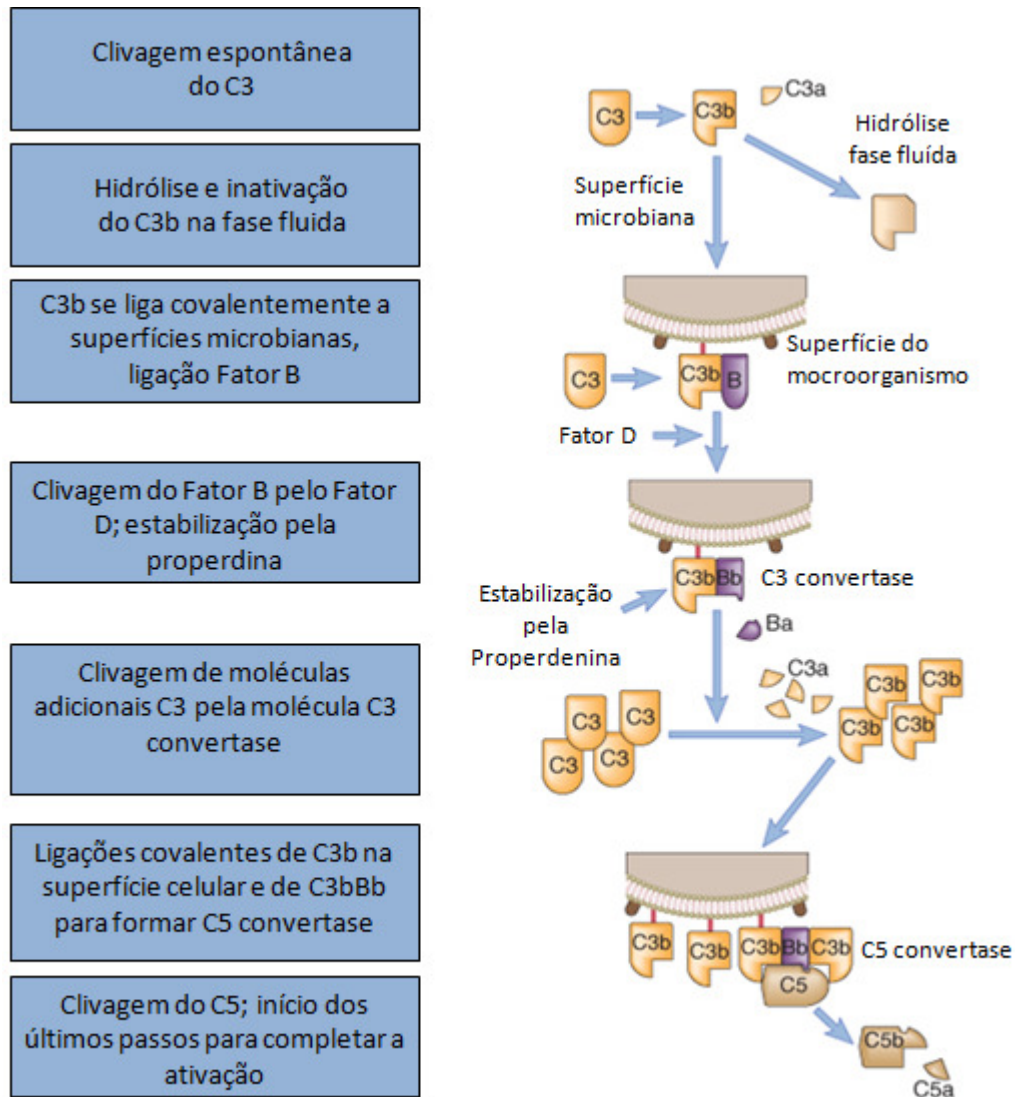 Clivagem espontânea
do C3
Hidrólise e inativação
do C3b na fase fluida
C3b se liga covalentemente a
superfícies microbianas,
ligação Fator B
Clivagem do Fator B pelo Fator
D; estabilização pela
properdina
Clivagem de moléculas
adicionais C3 pela molécula C3
convertase
Ligações covalentes de C3b na
superfície celular e de C3bBb
para formar C5 convertase
Clivagem do C5; início dos
últimos passos para completar a
ativação
C3
C3b
C3a
Hidrólise
fase fluída
Superfície
microbiana
C3
C3b
B
Superfície do
mocroorganismo
Fator D
C3b
Bb
C3 convertase
Estabilização
pela
Properdenina
Ba
C3a
C3
C3
C3
C3
C3b
C3b
C3b
C3b
C3b
C3b
C3b
Bb
C3b
C5 convertase
C5
C5b
C5a